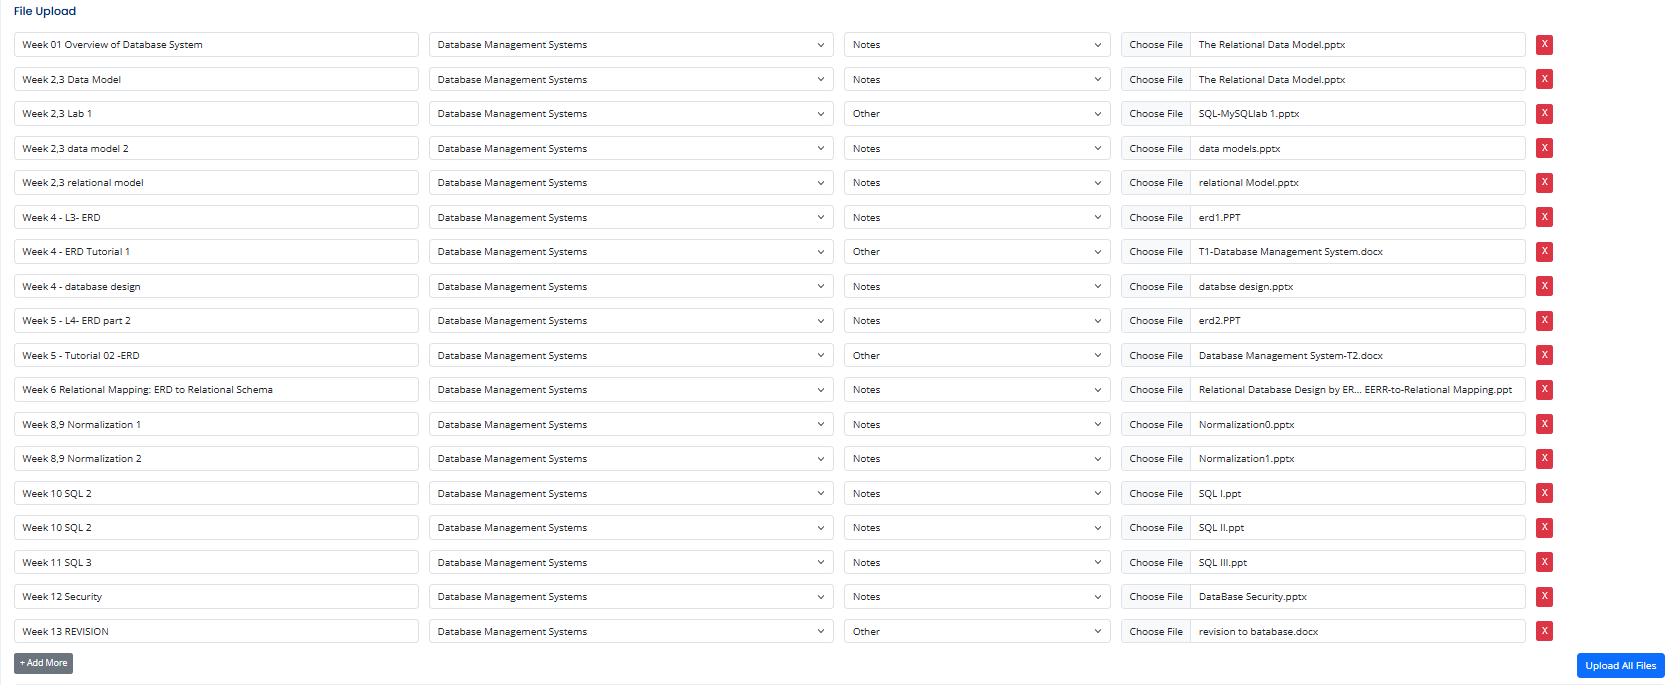 File Upload
Week 01 Overview of Database System Database Management Systems Notes Choose File The Relational Data Model.pptx X
Week 2,3 Data Model Database Management Systems Notes Choose File The Relational Data Model.pptx X
Week 2,3 Lab 1 Database Management Systems Other Choose File SQL-MySQLlab 1.pptx X
Week 2,3 data model 2 Database Management Systems Notes Choose File data models.pptx X
Week 2,3 relational model Database Management Systems Notes Choose File relational Model.pptx X
Week 4 - L3- ERD Database Management Systems Notes Choose File erd1.PPT X
Week 4 - ERD Tutorial 1 Database Management Systems Other Choose File T1-Database Management System.docx X
Week 4 - database design Database Management Systems Notes Choose File databse design.pptx X
Week 5 - L4- ERD part 2 Database Management Systems Notes Choose File erd2.PPT X
Week 5 - Tutorial 02 -ERD Database Management Systems Other Choose File Database Management System-T2.docx X
Week 6 Relational Mapping: ERD to Relational Schema Database Management Systems Notes Choose File Relational Database Design by ER... EERR-to-Relational Mapping.ppt X
Week 8,9 Normalization 1 Database Management Systems Notes Choose File Normalization0.pptx X
Week 8,9 Normalization 2 Database Management Systems Notes Choose File Normalization1.pptx X
Week 10 SQL 2 Database Management Systems Notes Choose File SQL I.ppt X
Week 10 SQL 2 Database Management Systems Notes Choose File SQL II.ppt X
Week 11 SQL 3 Database Management Systems Notes Choose File SQL III.ppt X
Week 12 Security Database Management Systems Notes Choose File DataBase Security.pptx X
Week 13 REVISION Database Management Systems Other Choose File revision to batabase.docx X
+ Add More
Upload All Files